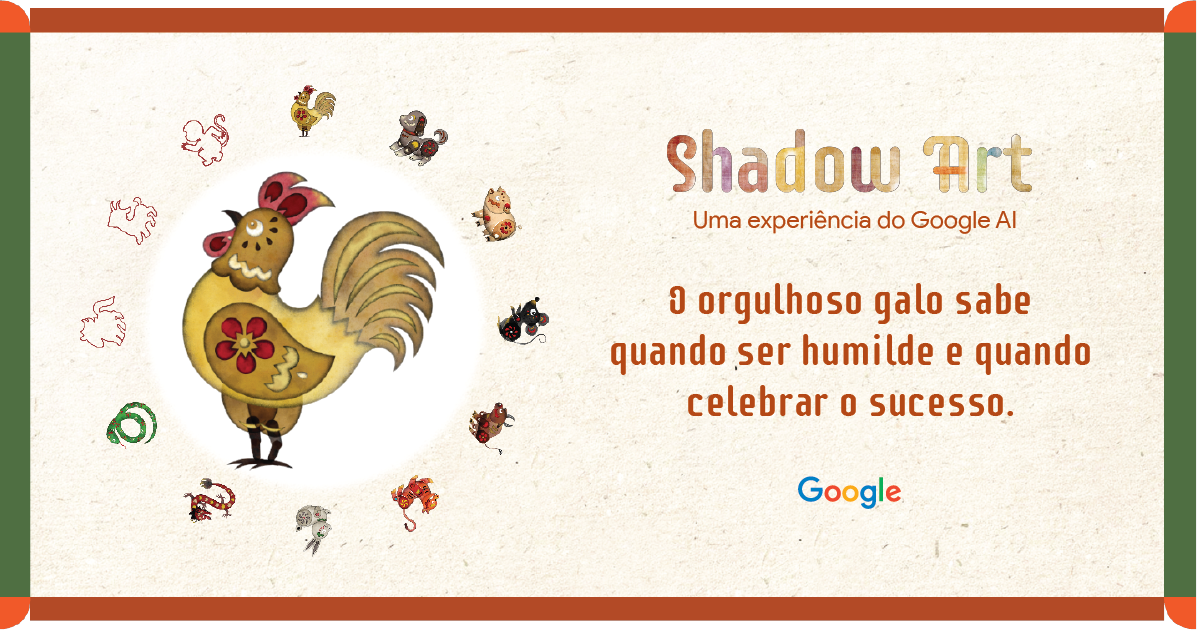 Shadow Art
Uma experiência do Google AI
O orgulhoso galo sabe
quando ser humilde e quando
celebrar o sucesso.
Google